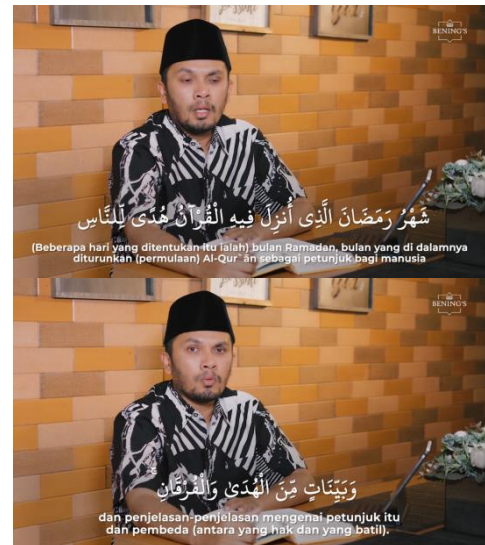 BENING'S
شَهْرُ رَمَضَانَ الَّذِى أُنزِلَ فِيهِ الْقُرْآنُ هُدًى لِّلنَّاسِ
(Beberapa hari yang ditentukan itu ialah) bulan Ramadan, bulan yang di dalamnya
diturunkan (permulaan) Al-Qur`ān sebagai petunjuk bagi manusia
BENING'S
وَبَيِّنَاتٍ مِّنَ الْهُدَىٰ وَالْفُرْقَانِ ۚ
dan penjelasan-penjelasan mengenai petunjuk itu
dan pembeda (antara yang hak dan yang batil).